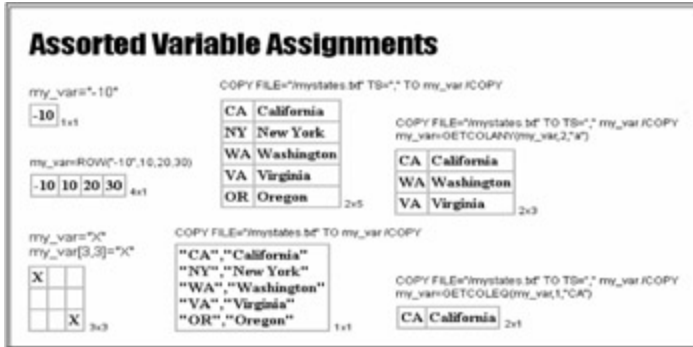 Assorted Variable Assignments
my_var="-10"
-10 1x1
my_var=ROW("-10",10,20,30)
-10 10 20 30 4x1
my_var="X"
my_var[3,3]="X"
X
X 3x3
COPY FILE="/mystates.txt" TS="," TO my_var /COPY
CA California
NY New York
WA Washington
VA Virginia
OR Oregon 2x5
COPY FILE="/mystates.txt" TO my_var /COPY
"CA","California"
"NY","New York"
"WA","Washington"
"VA","Virginia"
"OR","Oregon" 1x1
COPY FILE="/mystates.txt" TO TS="," my_var /COPY
my_var=GETCOLANY(my_var,2,"a")
CA California
WA Washington
VA Virginia 2x3
COPY FILE="/mystates.txt" TO TS="," my_var /COPY
my_var=GETCOLEQ(my_var,1,"CA")
CA California 2x1